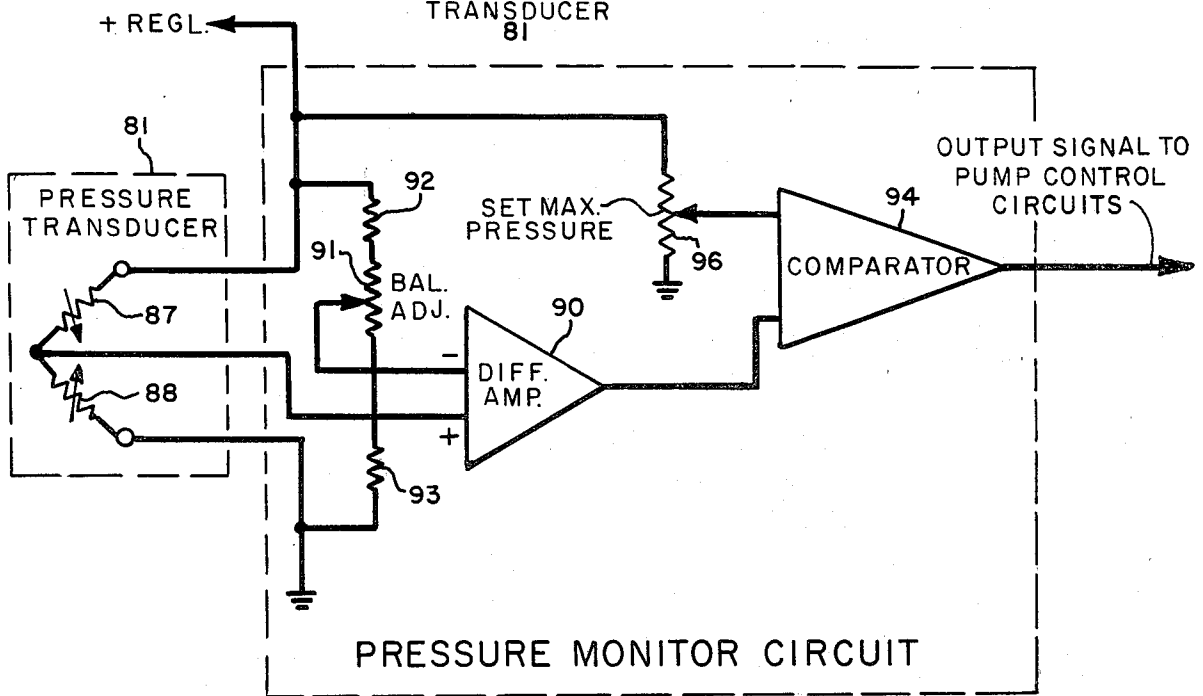 TRANSDUCER
81
+ REGL.
81
PRESSURE
TRANSDUCER
87
88
92
91
BAL.
ADJ.
93
-
+
DIFF.
AMP.
90
SET MAX.
PRESSURE
96
94
COMPARATOR
OUTPUT SIGNAL TO
PUMP CONTROL
CIRCUITS
PRESSURE MONITOR CIRCUIT